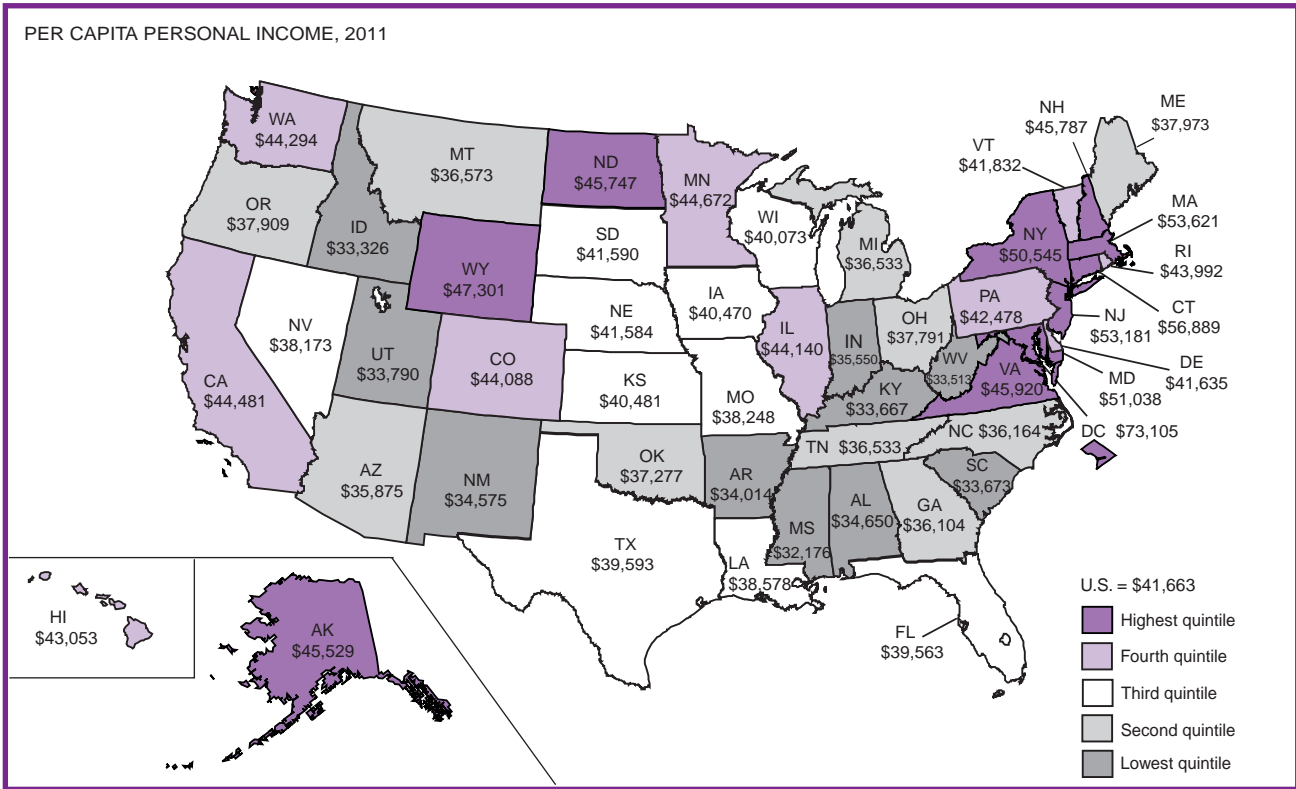 PER CAPITA PERSONAL INCOME, 2011
WA
$44,294
MT
$36,573
ND
$45,747
MN
$44,672
OR
$37,909
ID
$33,326
WY
$47,301
SD
$41,590
WI
$40,073
MI
$36,533
VT
$41,832
NH
$45,787
ME
$37,973
MA
$53,621
RI
$43,992
CT
$56,889
NY
$50,545
PA
$42,478
NJ
$53,181
DE
$41,635
MD
$51,038
DC $73,105
NV
$38,173
UT
$33,790
CO
$44,088
NE
$41,584
IA
$40,470
IL
$44,140
IN
$35,550
OH
$37,791
WV
$33,513
VA
$45,920
CA
$44,481
KS
$40,481
MO
$38,248
KY
$33,667
AZ
$35,875
NM
$34,575
OK
$37,277
AR
$34,014
TN $36,533
NC $36,164
SC
$33,673
MS
$32,176
AL
$34,650
GA
$36,104
TX
$39,593
LA
$38,578
FL
$39,563
HI
$43,053
AK
$45,529
U.S. = $41,663
Highest quintile
Fourth quintile
Third quintile
Second quintile
Lowest quintile